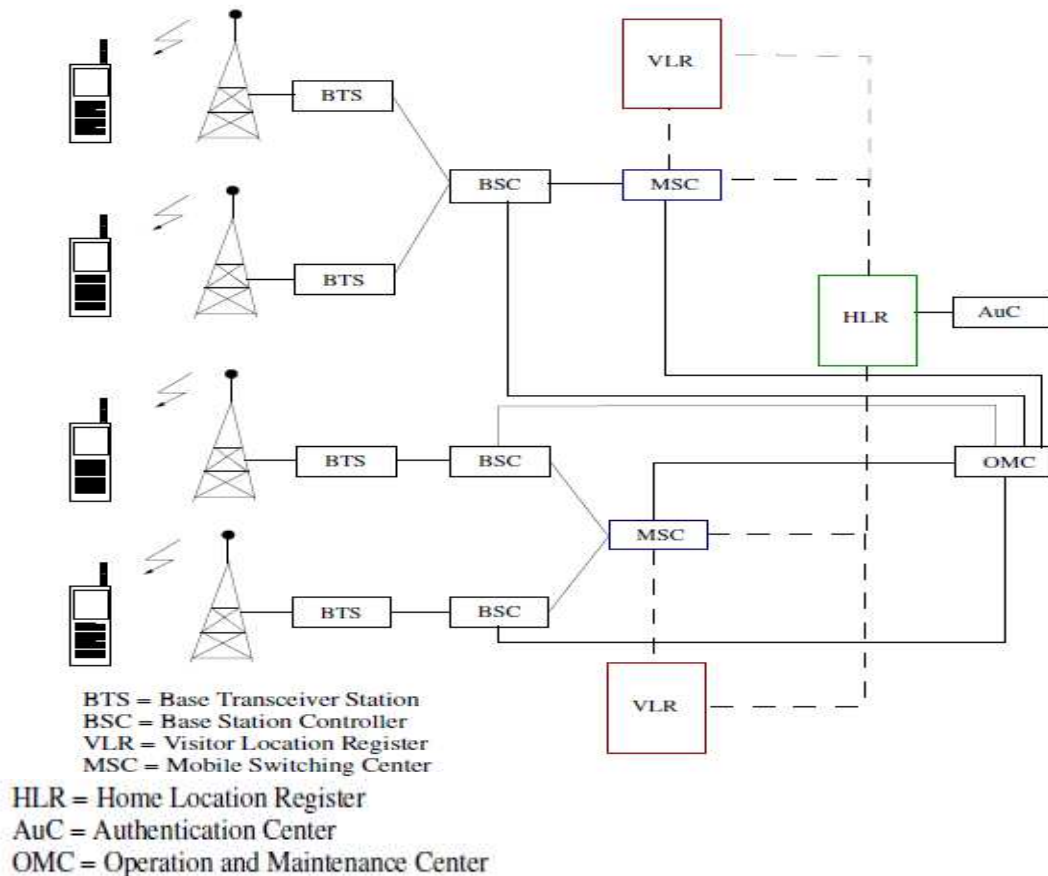 VLR
BTS
BSC
MSC
BTS
HLR
AuC
BTS
BSC
OMC
MSC
BTS
BSC
VLR
BTS = Base Transceiver Station
BSC = Base Station Controller
VLR = Visitor Location Register
MSC = Mobile Switching Center
HLR = Home Location Register
AuC = Authentication Center
OMC = Operation and Maintenance Center